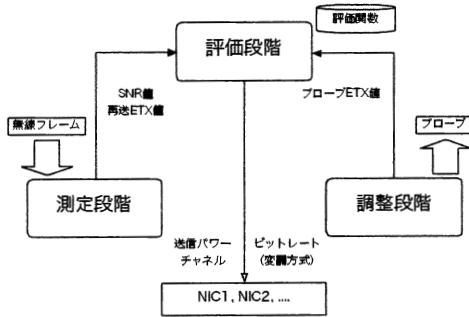 評価関数
評価段階
SNR値
再送ETX値
プローブETX値
無線フレーム
プローブ
測定段階
調整段階
送信パワー
チャネル
ビットレート
(変調方式)
NIC1, NIC2, ....